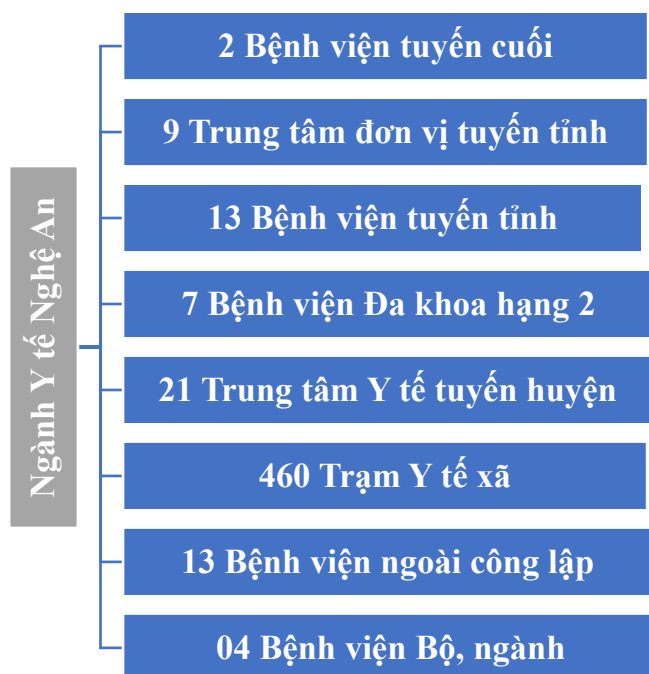 Ngành Y tế Nghệ An
2 Bệnh viện tuyến cuối
9 Trung tâm đơn vị tuyến tỉnh
13 Bệnh viện tuyến tỉnh
7 Bệnh viện Đa khoa hạng 2
21 Trung tâm Y tế tuyến huyện
460 Trạm Y tế xã
13 Bệnh viện ngoài công lập
04 Bệnh viện Bộ, ngành